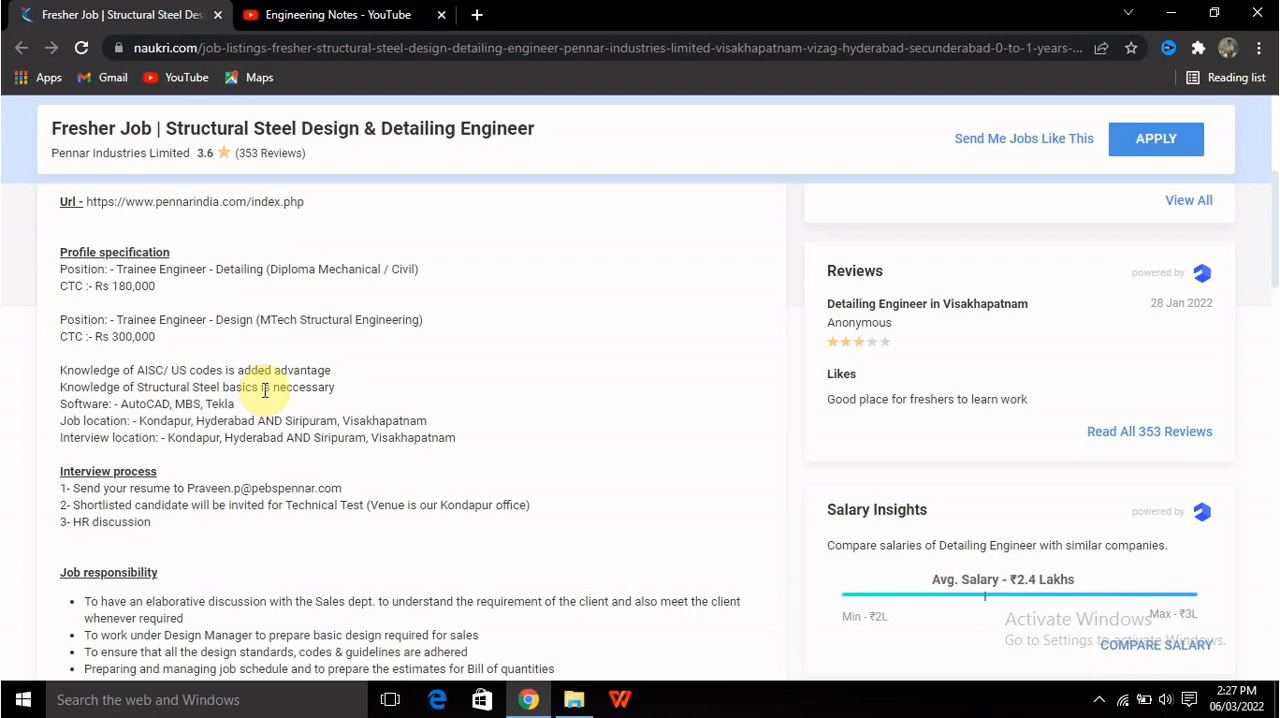 Fresher Job | Structural Steel Des
Engineering Notes - YouTube
naukri.com/job-listings-fresher-structural-steel-design-detailing-engineer-pennar-industries-limited-visakhapatnam-vizag-hyderabad-secunderabad-0-to-1-years-...
Apps Gmail YouTube Maps Reading list
Fresher Job | Structural Steel Design & Detailing Engineer
Pennar Industries Limited 3.6 (353 Reviews)
Send Me Jobs Like This APPLY
Url - https://www.pennarindia.com/index.php
Profile specification
Position: - Trainee Engineer - Detailing (Diploma Mechanical / Civil)
CTC :- Rs 180,000
Position: - Trainee Engineer - Design (MTech Structural Engineering)
CTC :- Rs 300,000
Knowledge of AISC/ US codes is added advantage
Knowledge of Structural Steel basics is neccessary
Software: - AutoCAD, MBS, Tekla
Job location: - Kondapur, Hyderabad AND Siripuram, Visakhapatnam
Interview location: - Kondapur, Hyderabad AND Siripuram, Visakhapatnam
Interview process
1- Send your resume to Praveen.p@pebspennar.com
2- Shortlisted candidate will be invited for Technical Test (Venue is our Kondapur office)
3- HR discussion
Job responsibility
• To have an elaborative discussion with the Sales dept. to understand the requirement of the client and also meet the client
whenever required
• To work under Design Manager to prepare basic design required for sales
• To ensure that all the design standards, codes & guidelines are adhered
• Preparing and managing job schedule and to prepare the estimates for Bill of quantities
View All
Reviews powered by
Detailing Engineer in Visakhapatnam 28 Jan 2022
Anonymous
Likes
Good place for freshers to learn work
Read All 353 Reviews
Salary Insights powered by
Compare salaries of Detailing Engineer with similar companies.
Avg. Salary - ₹2.4 Lakhs
Min - ₹2L Max - ₹3L
COMPARE SALARY
Activate Windows
Go to Settings to activate Windows.
Search the web and Windows
2:27 PM
06/03/2022